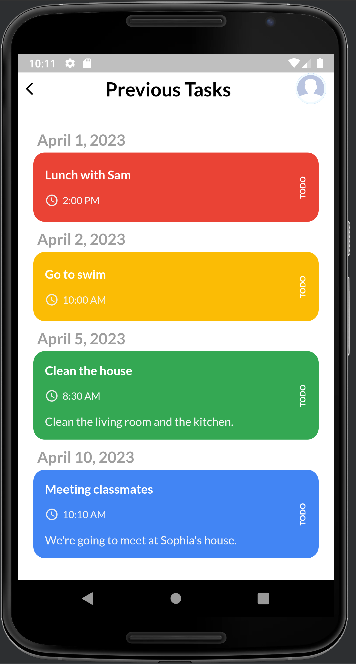 10:11
Previous Tasks
April 1, 2023
Lunch with Sam
2:00 PM
TODO
April 2, 2023
Go to swim
10:00 AM
TODO
April 5, 2023
Clean the house
8:30 AM
TODO
Clean the living room and the kitchen.
April 10, 2023
Meeting classmates
10:10 AM
TODO
We're going to meet at Sophia's house.